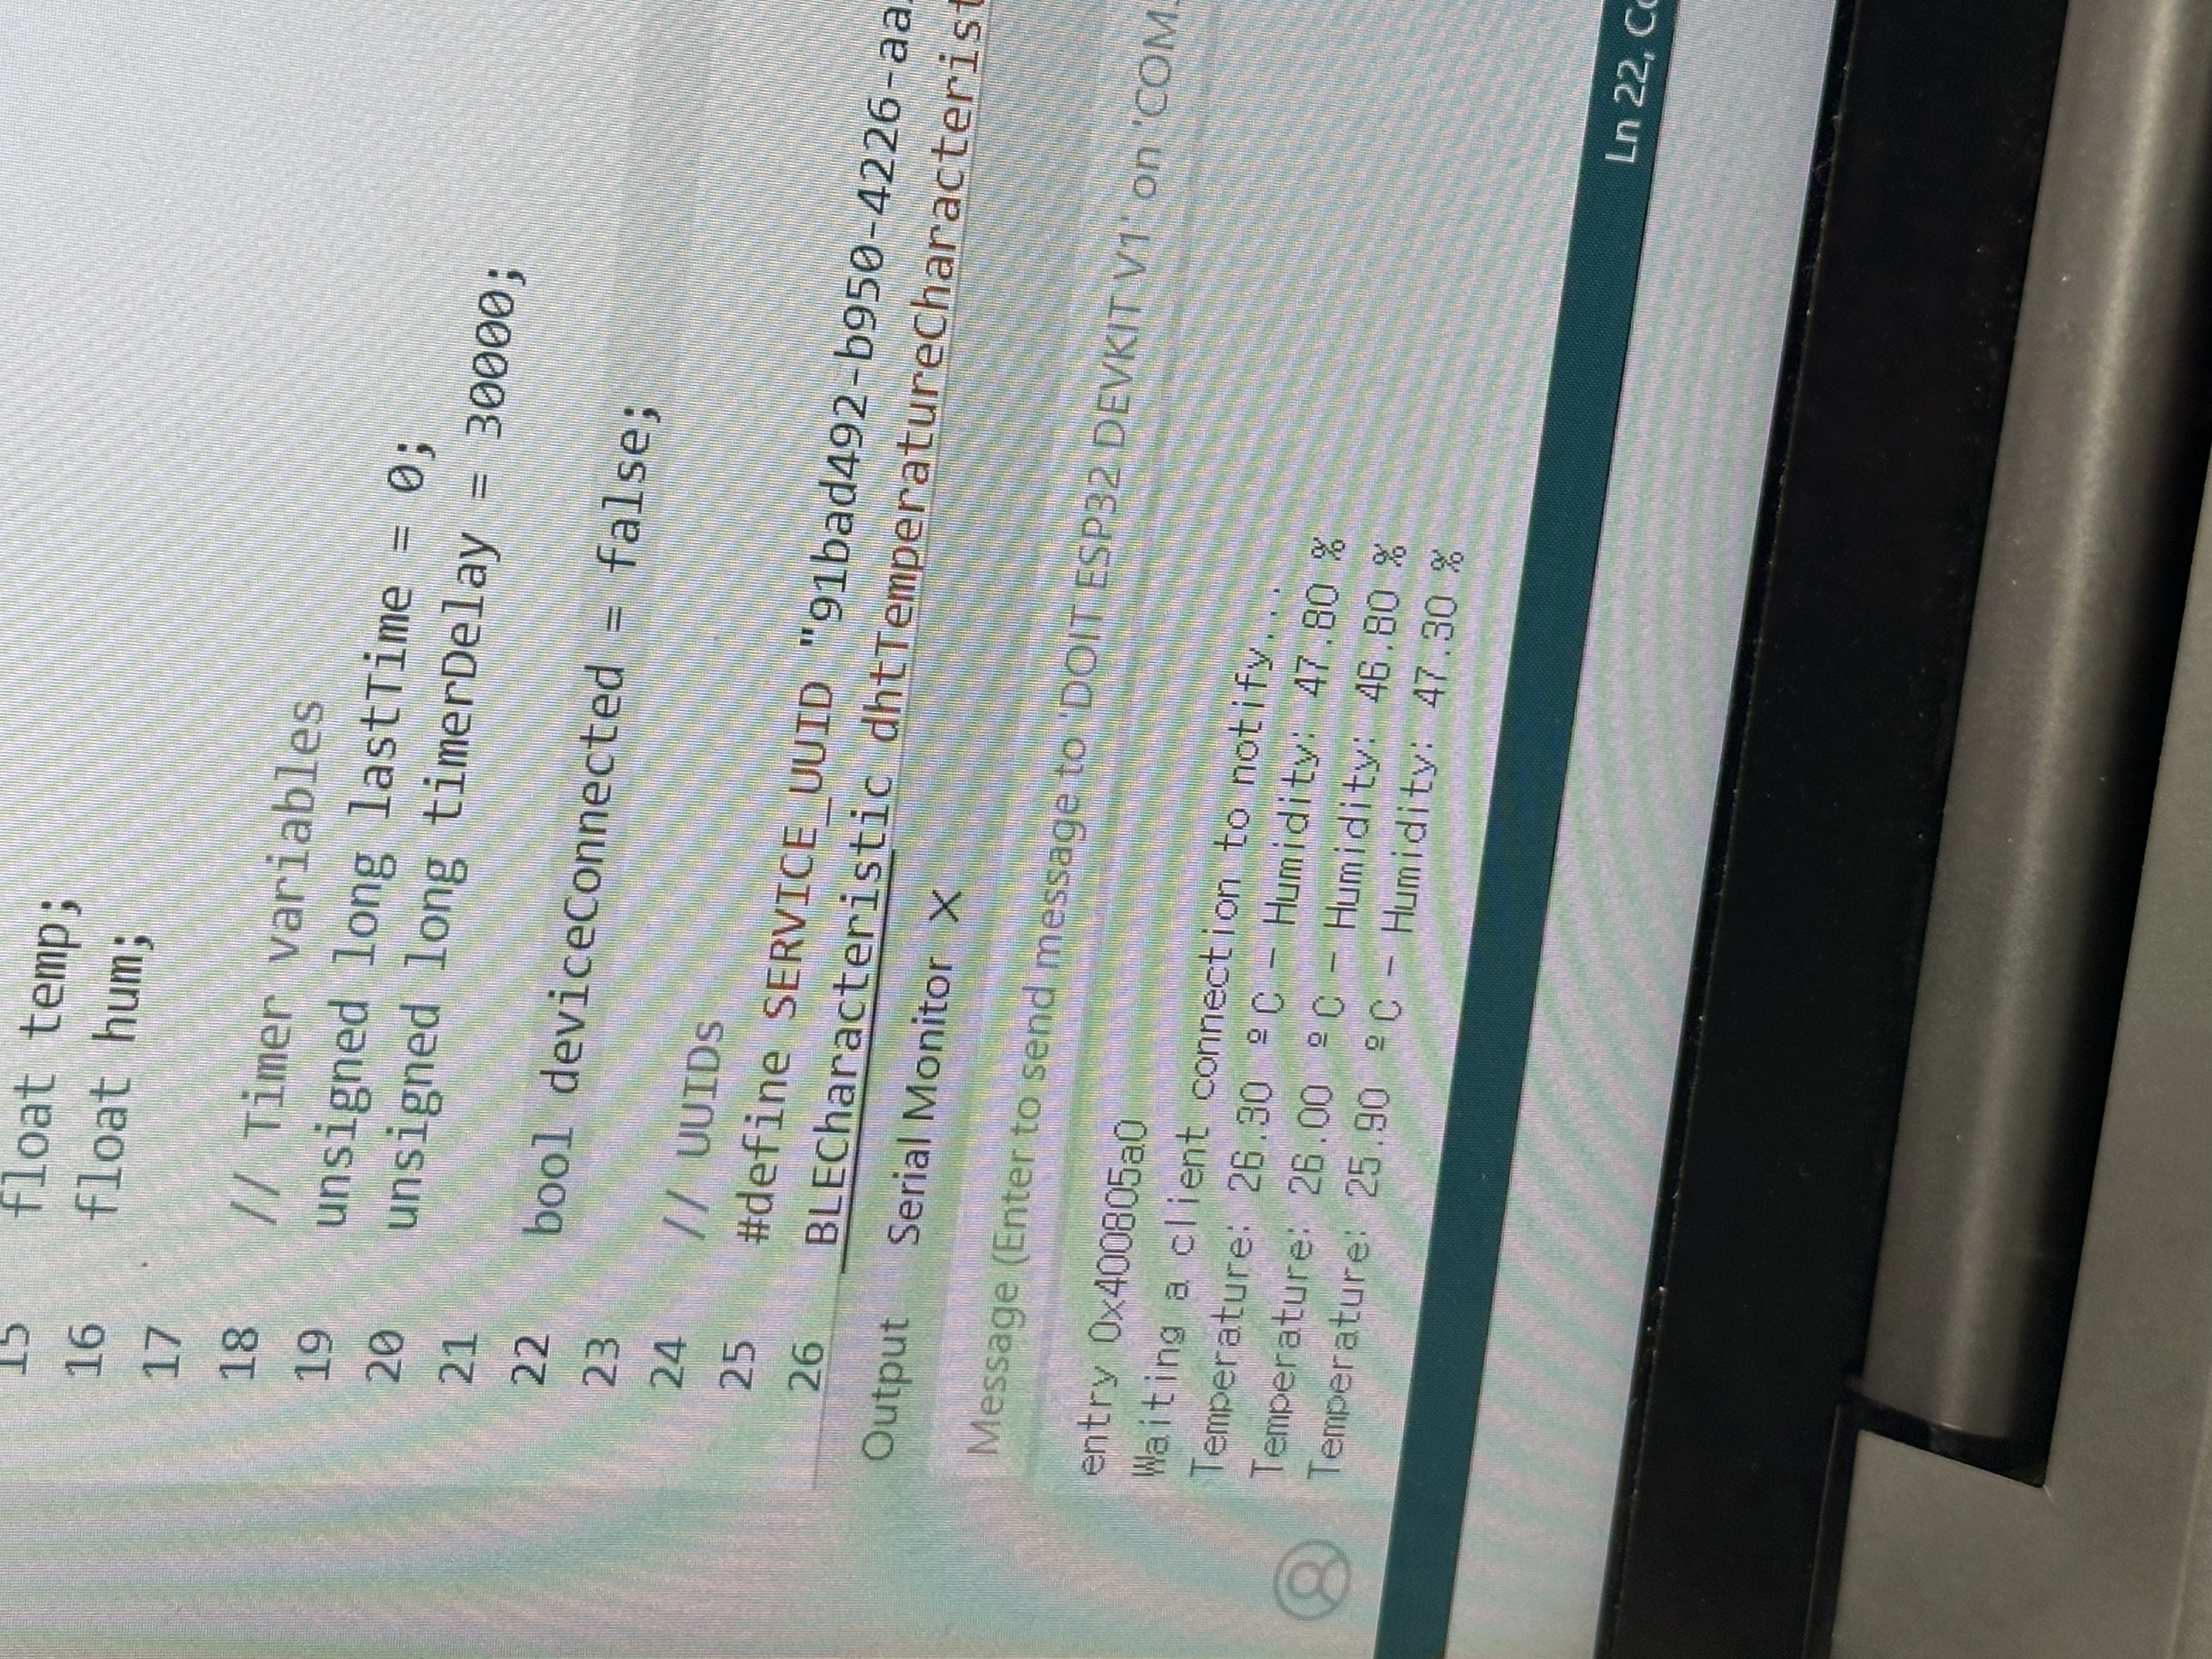 15 float temp;
16 float hum;
17
18 // Timer variables
19 unsigned long lastTime = 0;
20 unsigned long timerDelay = 30000;
21
22 bool deviceConnected = false;
23
24 // UUIDs
25 #define SERVICE_UUID "91bad492-b950-4226-aa
26 BLECharacteristic dhtTemperatureCharacterist
Output Serial Monitor X
Message (Enter to send message to 'DOIT ESP32 DEVKIT V1' on 'COM
entry 0x400805a0
Waiting a client connection to notify...
Temperature: 26.30 ºC - Humidity: 47.80 %
Temperature: 26.00 ºC - Humidity: 46.80 %
Temperature: 25.90 ºC - Humidity: 47.30 %
Ln 22, Co